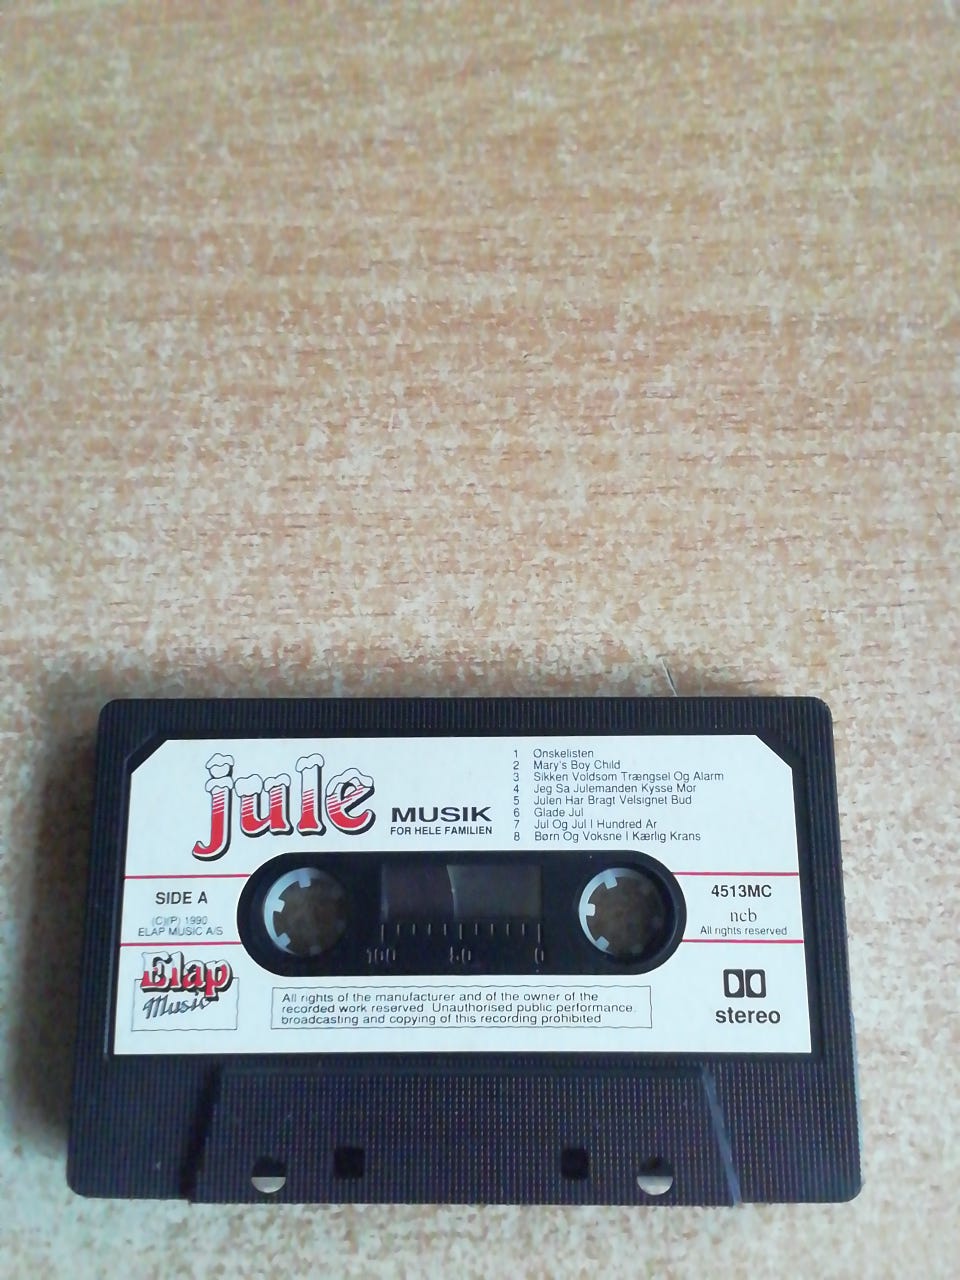 jule MUSIK
FOR HELE FAMILIEN
1 Onskelisten
2 Mary's Boy Child
3 Sikken Voldsom Trængsel Og Alarm
4 Jeg Sa Julemanden Kysse Mor
5 Julen Har Bragt Velsignet Bud
6 Glade Jul
7 Jul Og Jul I Hundred Ar
8 Børn Og Voksne I Kærlig Krans
SIDE A
(C)(P) 1990
ELAP MUSIC A/S
Elap
Music
100 50 0
4513MC
ncb
All rights reserved
stereo
All rights of the manufacturer and of the owner of the
recorded work reserved. Unauthorised public performance,
broadcasting and copying of this recording prohibited